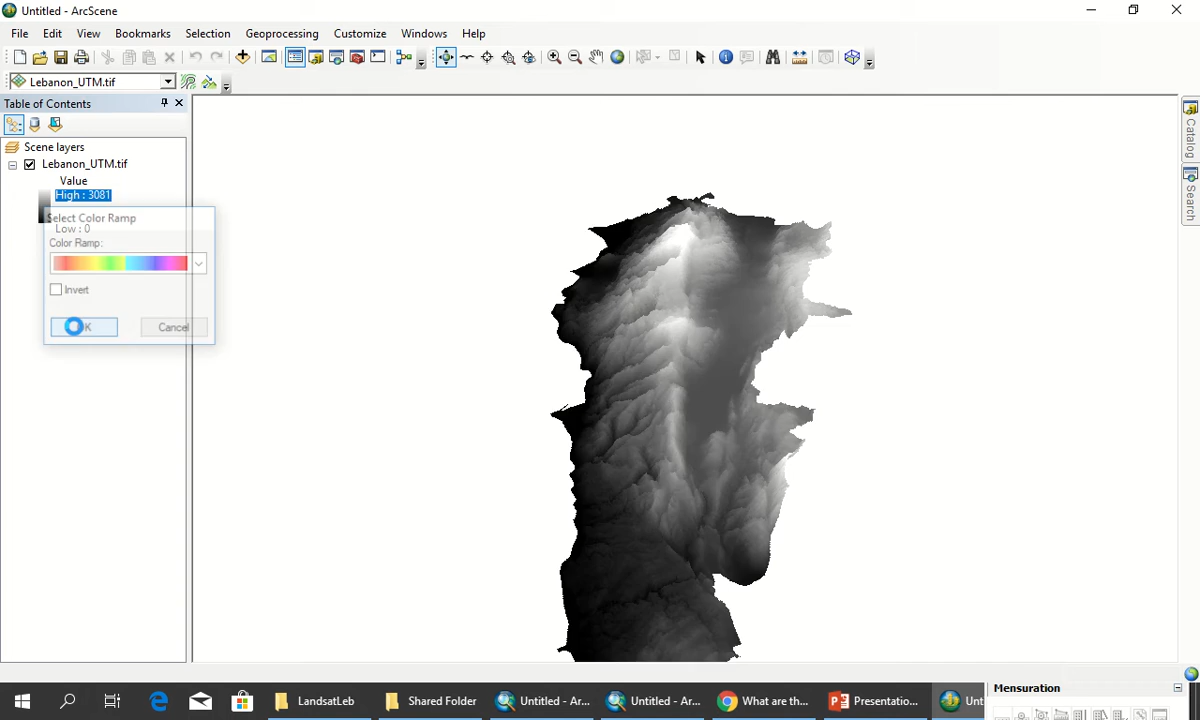 Untitled - ArcScene
File Edit View Bookmarks Selection Geoprocessing Customize Windows Help
Lebanon_UTM.tif
Table of Contents
Scene layers
Lebanon_UTM.tif
Value
High : 3081
Select Color Ramp
Low : 0
Color Ramp:
Invert
Cancel
Catalog
Search
LandsatLeb Shared Folder Untitled - Ar... Untitled - Ar... What are th... Presentatio... Unt
Mensuration